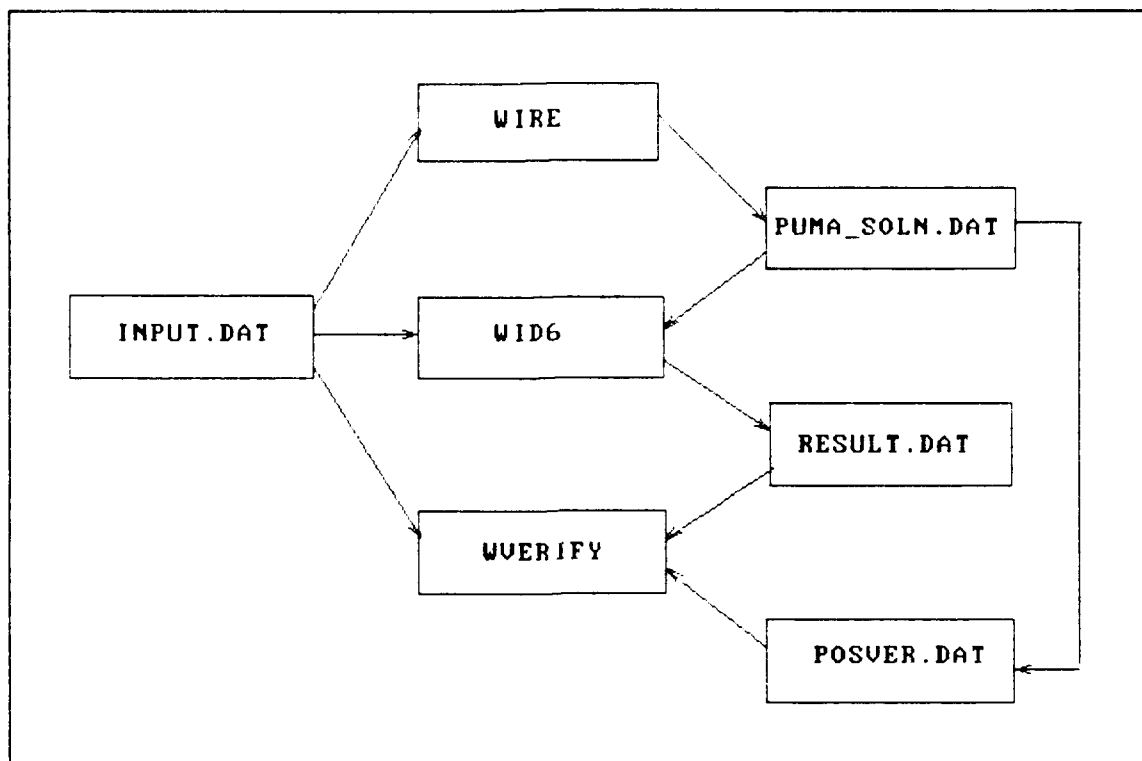 WIRE
PUMA_SOLN.DAT
INPUT.DAT
WID6
RESULT.DAT
WVERIFY
POSVER.DAT